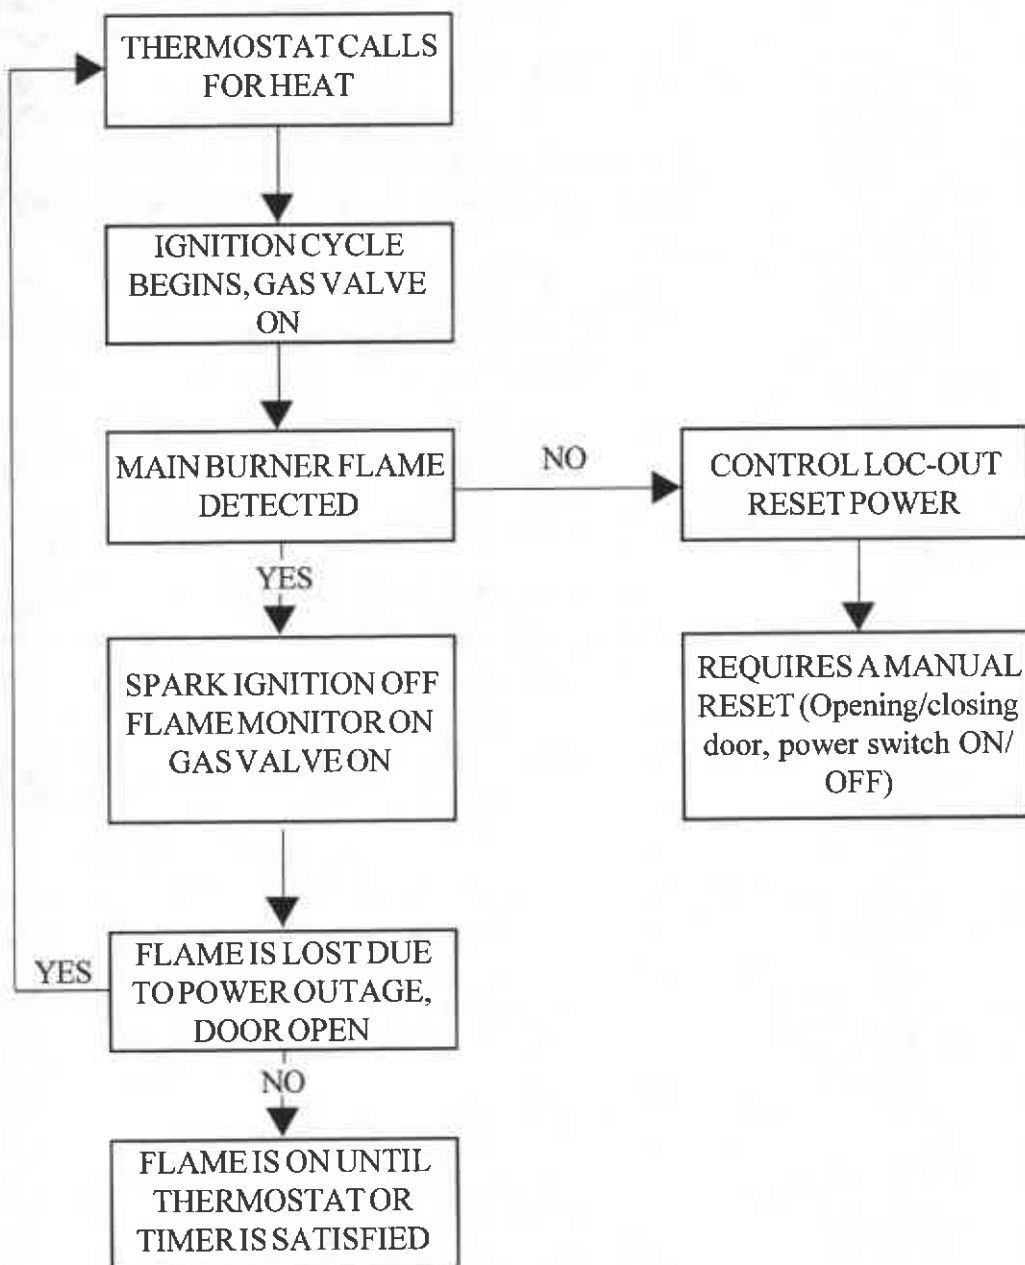 THERMOSTAT CALLS
FOR HEAT
IGNITION CYCLE
BEGINS, GAS VALVE
ON
MAIN BURNER FLAME
DETECTED
NO
CONTROL LOC-OUT
RESET POWER
YES
REQUIRES A MANUAL
RESET (Opening/closing
door, power switch ON/
OFF)
SPARK IGNITION OFF
FLAME MONITOR ON
GAS VALVE ON
FLAME IS LOST DUE
TO POWER OUTAGE,
DOOR OPEN
YES
NO
FLAME IS ON UNTIL
THERMOSTAT OR
TIMER IS SATISFIED